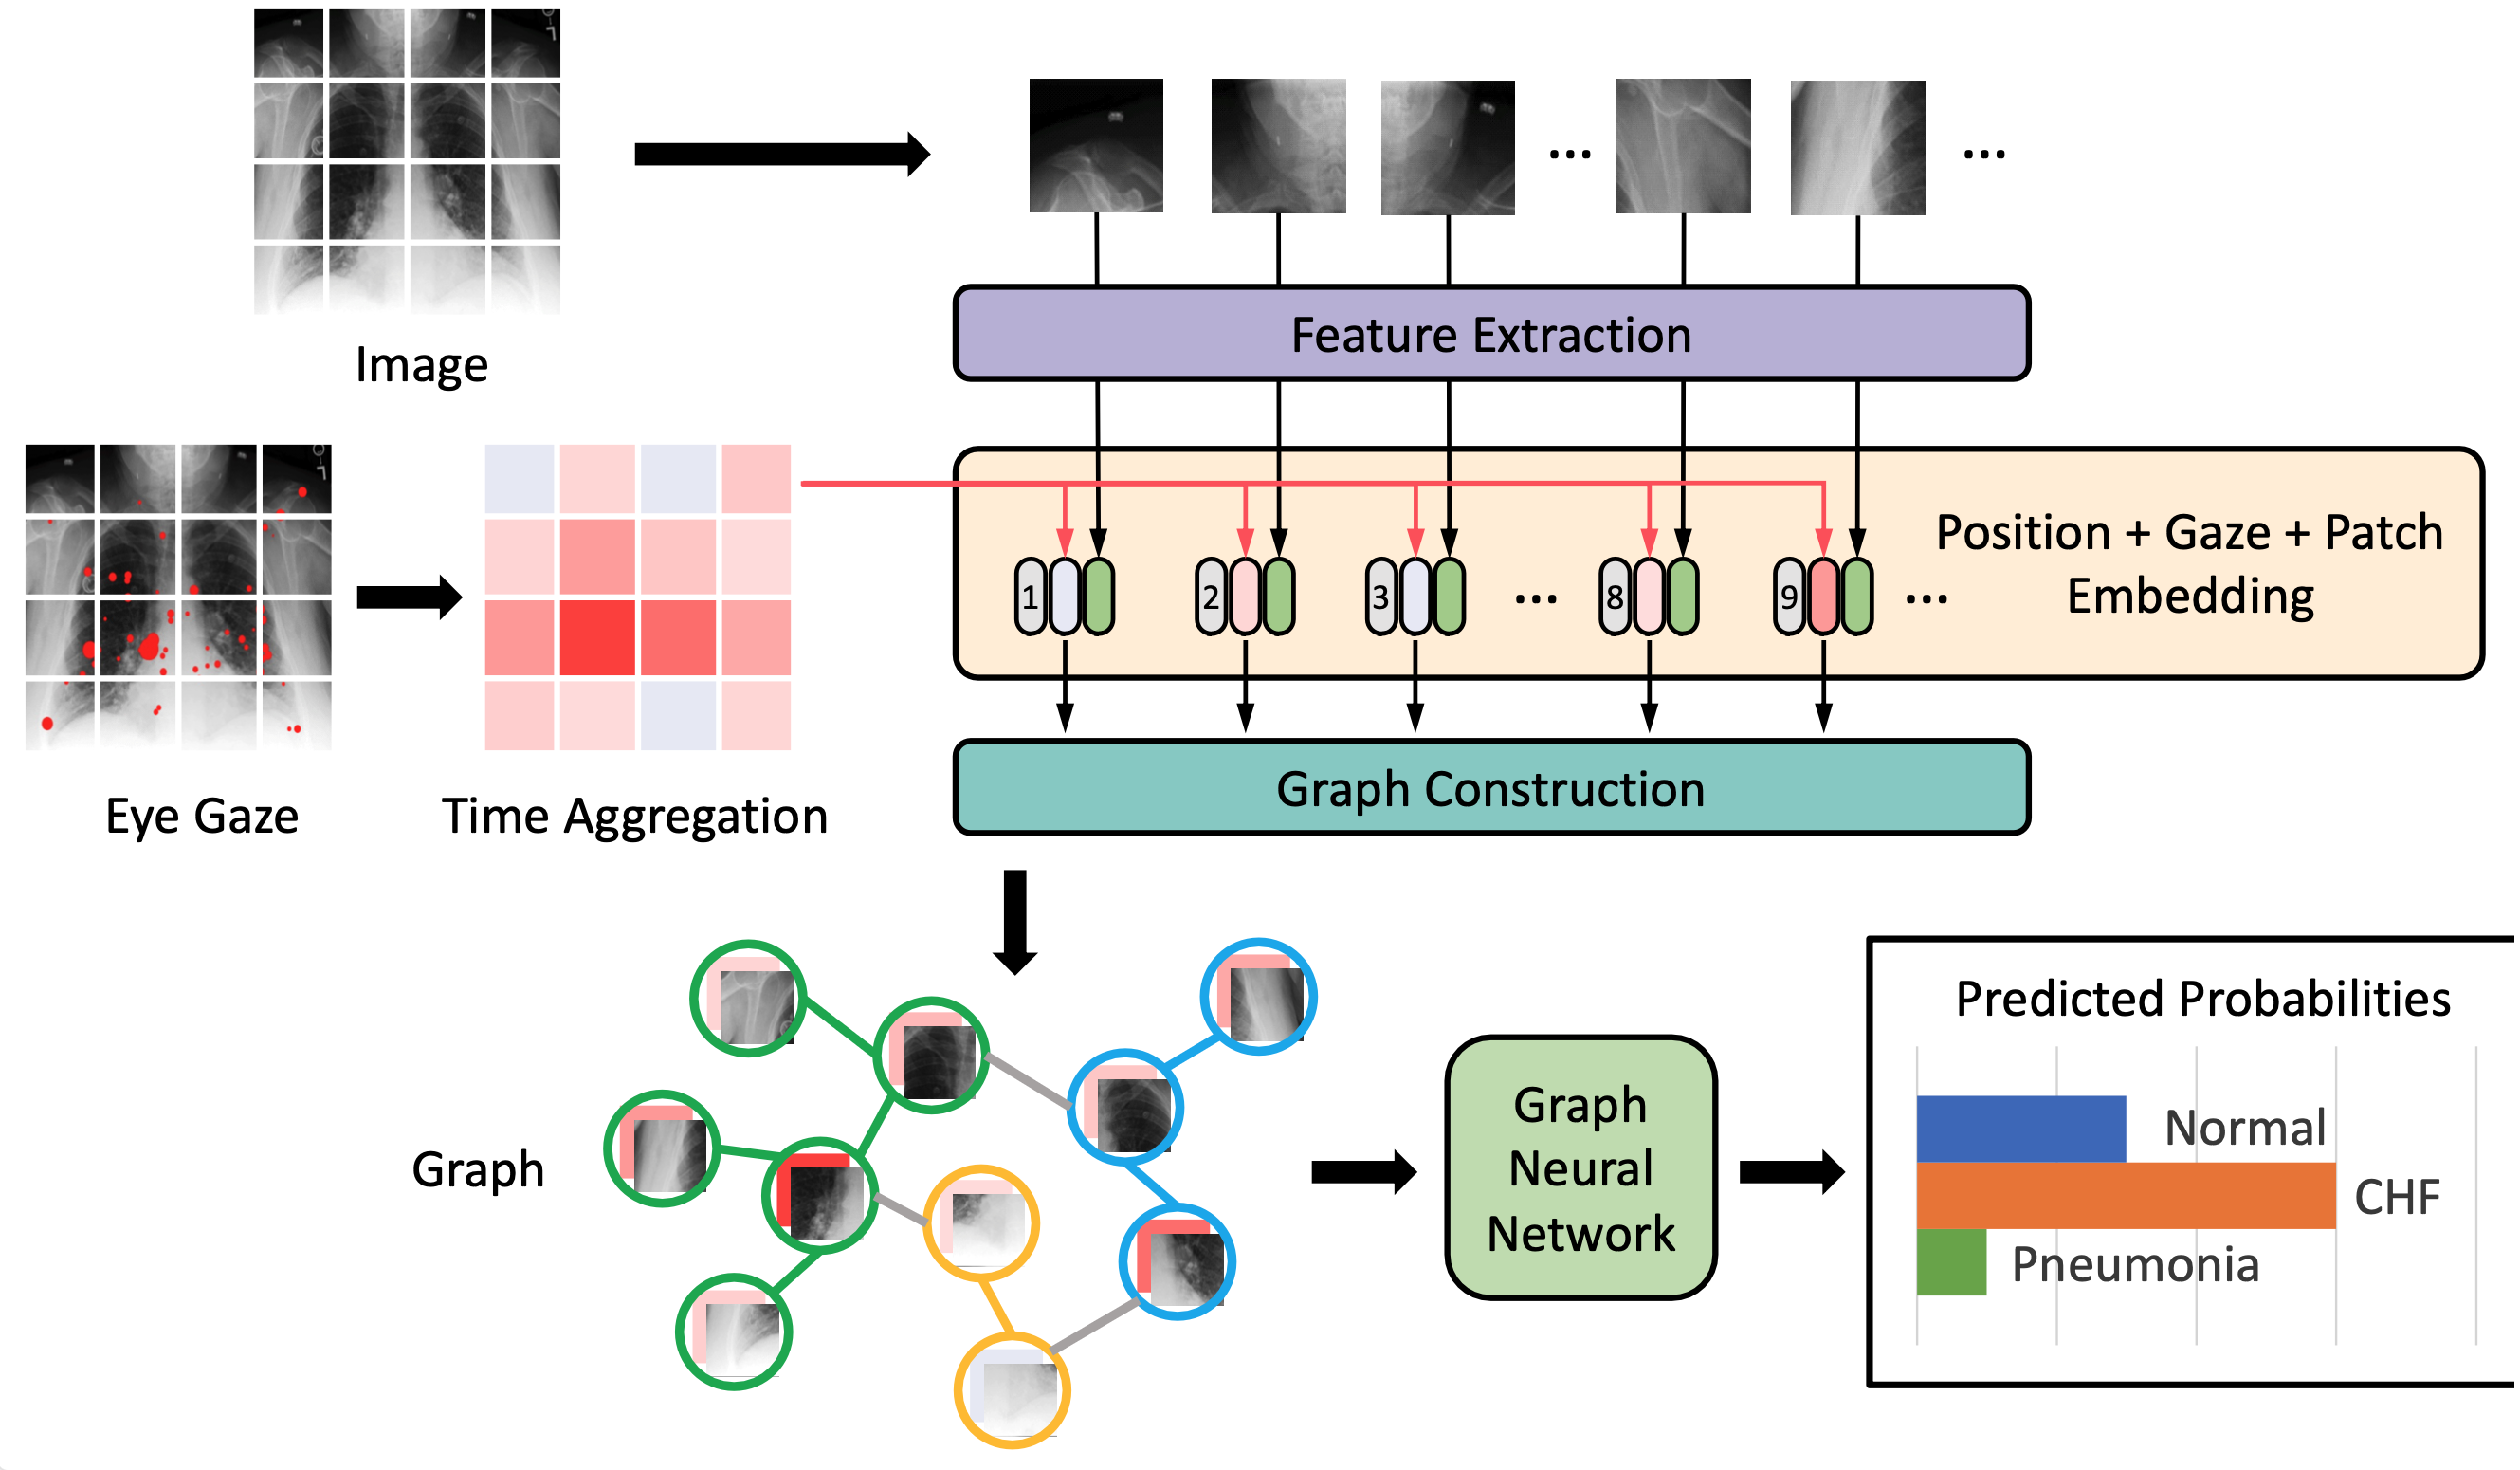 Image
Feature Extraction
Eye Gaze
Time Aggregation
Position + Gaze + Patch
Embedding
1
2
3
...
8
9
...
Graph Construction
Graph
Graph
Neural
Network
Predicted Probabilities
Normal
CHF
Pneumonia